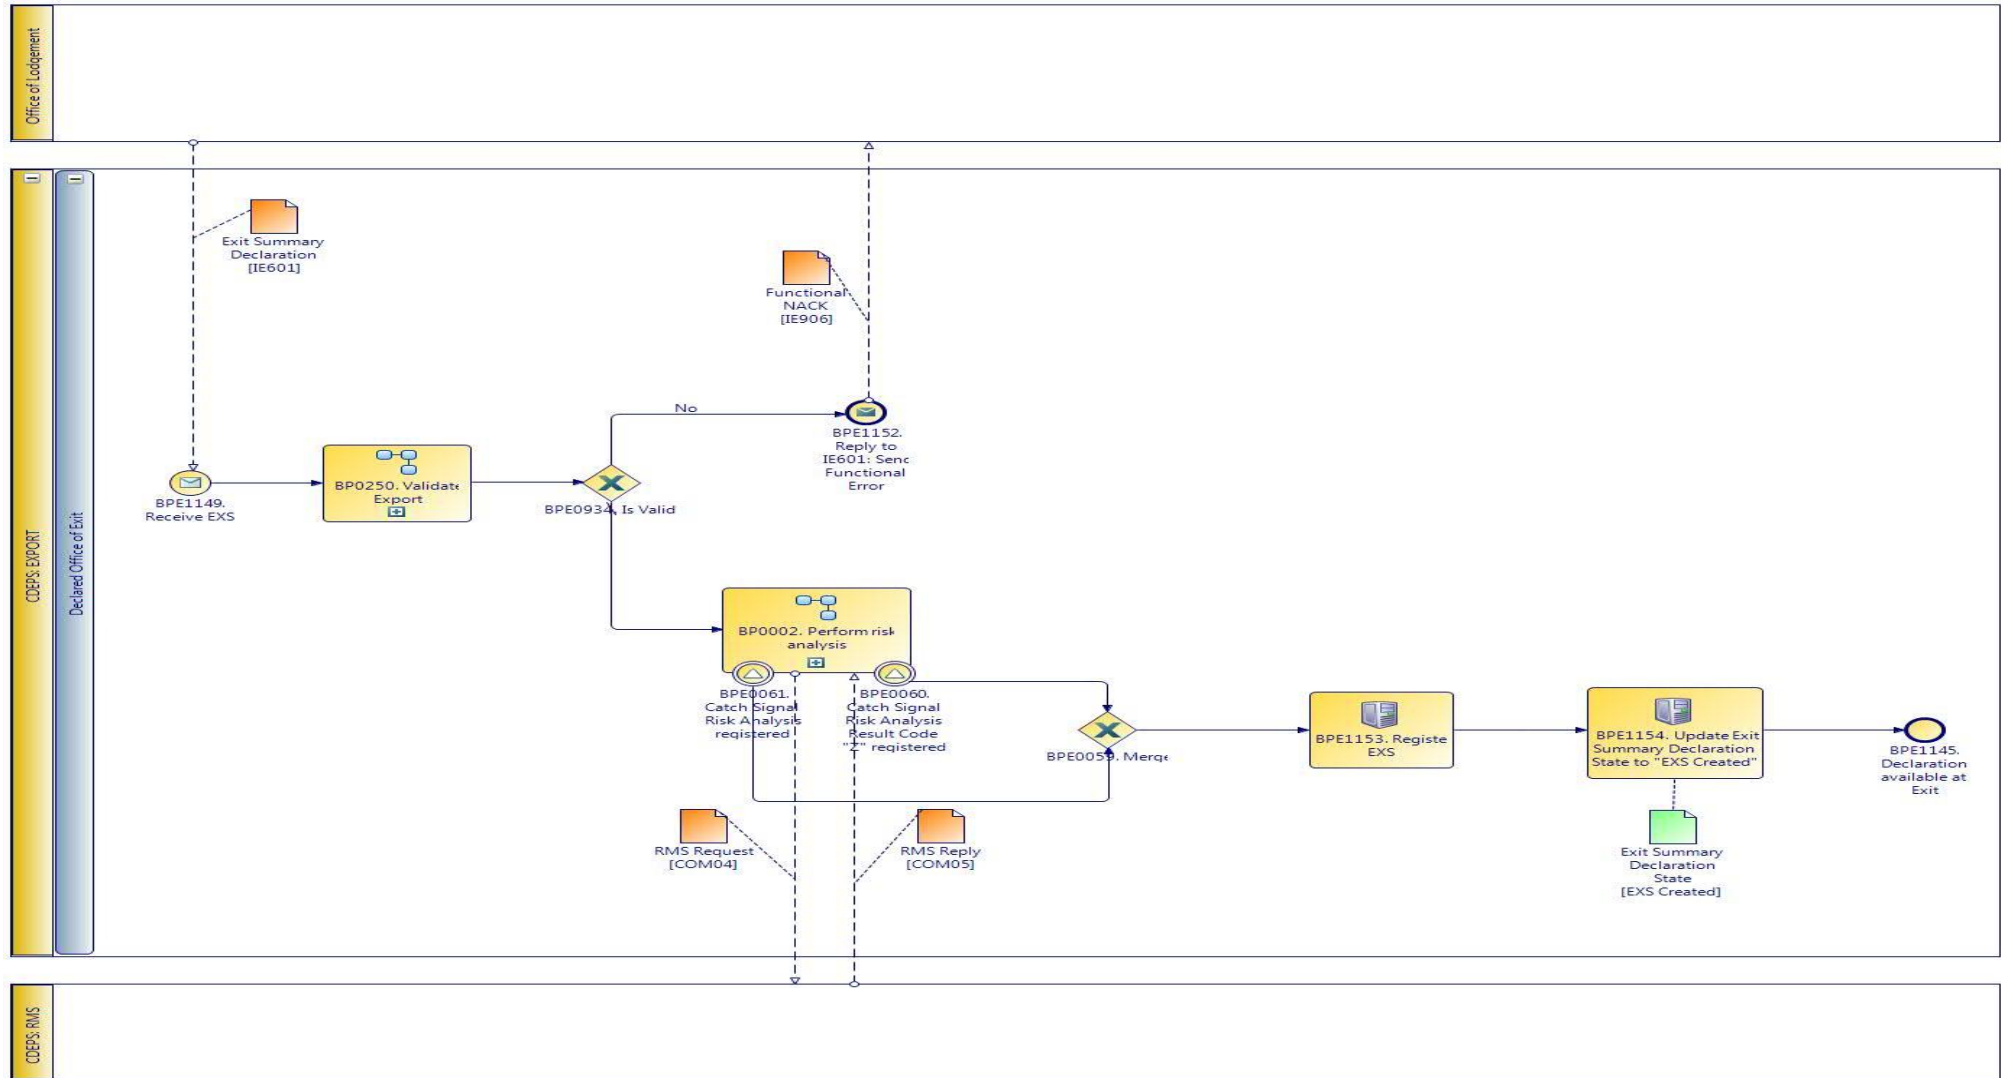 Office of Lodgement
CDEPS: EXPORT
Declared Office of Exit
Exit Summary
Declaration
[IE601]
Functional
NACK
[IE906]
No
BPE1152.
Reply to
IE601: Send
Functional
Error
BPE1149.
Receive EXS
BP0250. Validate
Export
BPE0934. Is Valid
BP0002. Perform risk
analysis
BPE0061.
Catch Signal
Risk Analysis
registered
BPE0060.
Catch Signal
Risk Analysis
Result Code
"Z" registered
BPE0059. Merge
BPE1153. Registe
EXS
BPE1154. Update Exit
Summary Declaration
State to "EXS Created"
BPE1145.
Declaration
available at
Exit
RMS Request
[COM04]
RMS Reply
[COM05]
Exit Summary
Declaration
State
[EXS Created]
CDEPS: RMS